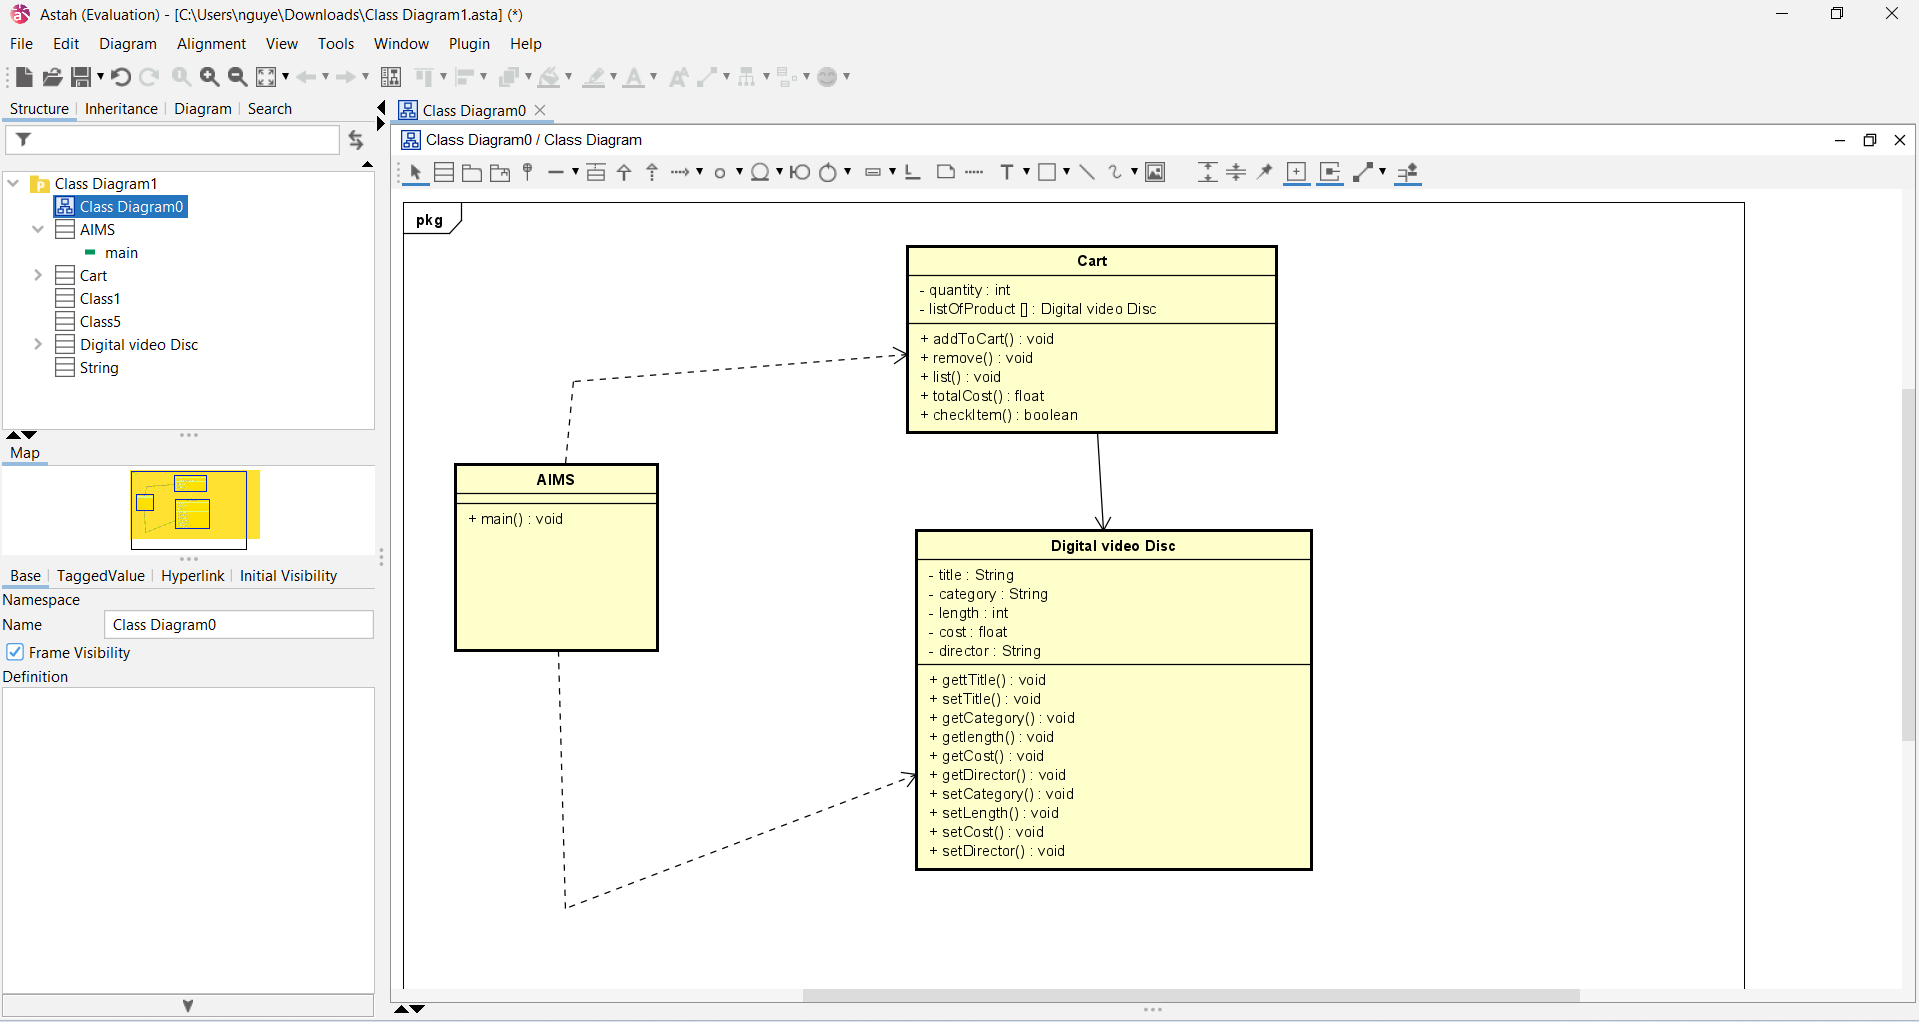 Astah (Evaluation) - [C:\Users\nguye\Downloads\Class Diagram1.asta] (*)
File Edit Diagram Alignment View Tools Window Plugin Help
Structure Inheritance Diagram Search
Class Diagram1
Class Diagram0
AIMS
main
Cart
Class1
Class5
Digital video Disc
String
Map
Base TaggedValue Hyperlink Initial Visibility
Namespace
Name Class Diagram0
Frame Visibility
Definition
Class Diagram0
Class Diagram0 / Class Diagram
pkg
Cart
- quantity : int
- listOfProduct [] : Digital video Disc
+ addToCart() : void
+ remove() : void
+ list() : void
+ totalCost() : float
+ checkItem() : boolean
AIMS
+ main() : void
Digital video Disc
- title : String
- category : String
- length : int
- cost : float
- director : String
+ gettTitle() : void
+ setTitle() : void
+ getCategory() : void
+ getlength() : void
+ getCost() : void
+ getDirector() : void
+ setCategory() : void
+ setLength() : void
+ setCost() : void
+ setDirector() : void